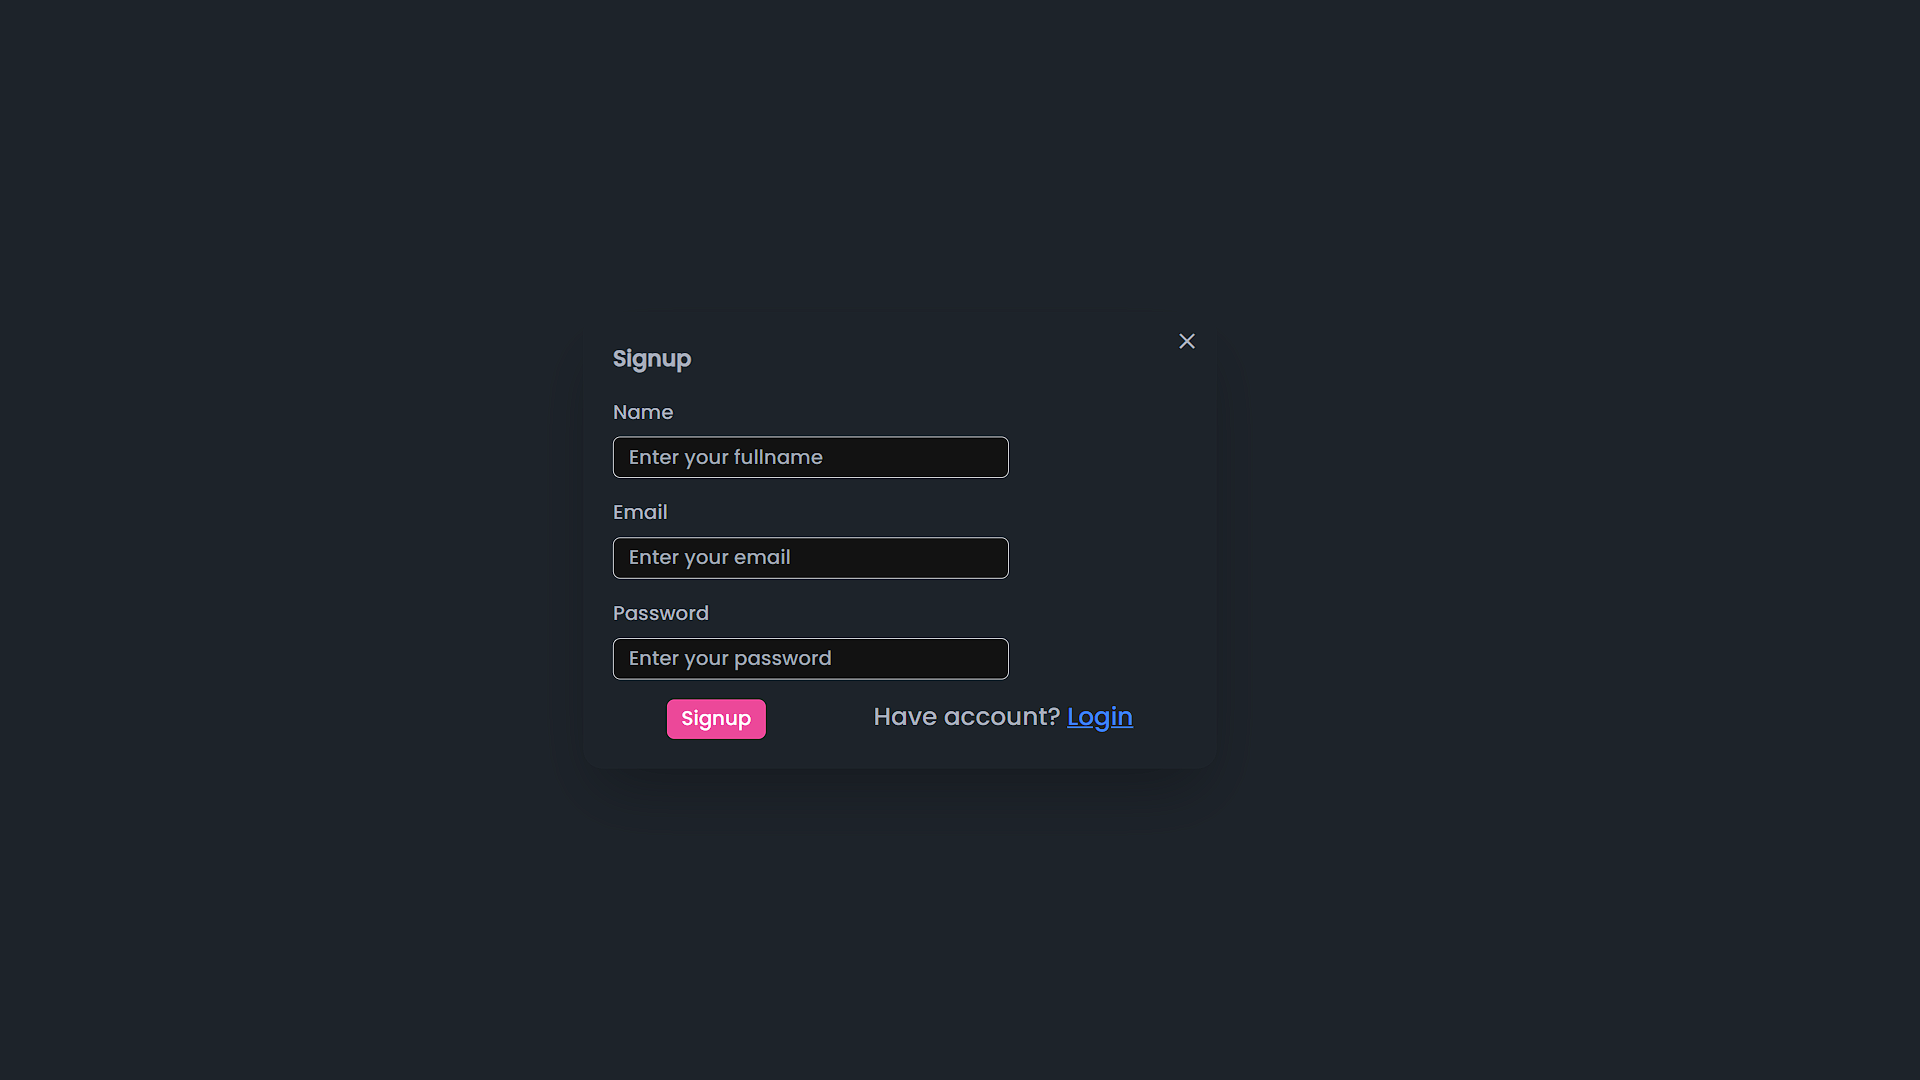 Signup
Name
Enter your fullname
Email
Enter your email
Password
Enter your password
Signup
Have account? Login